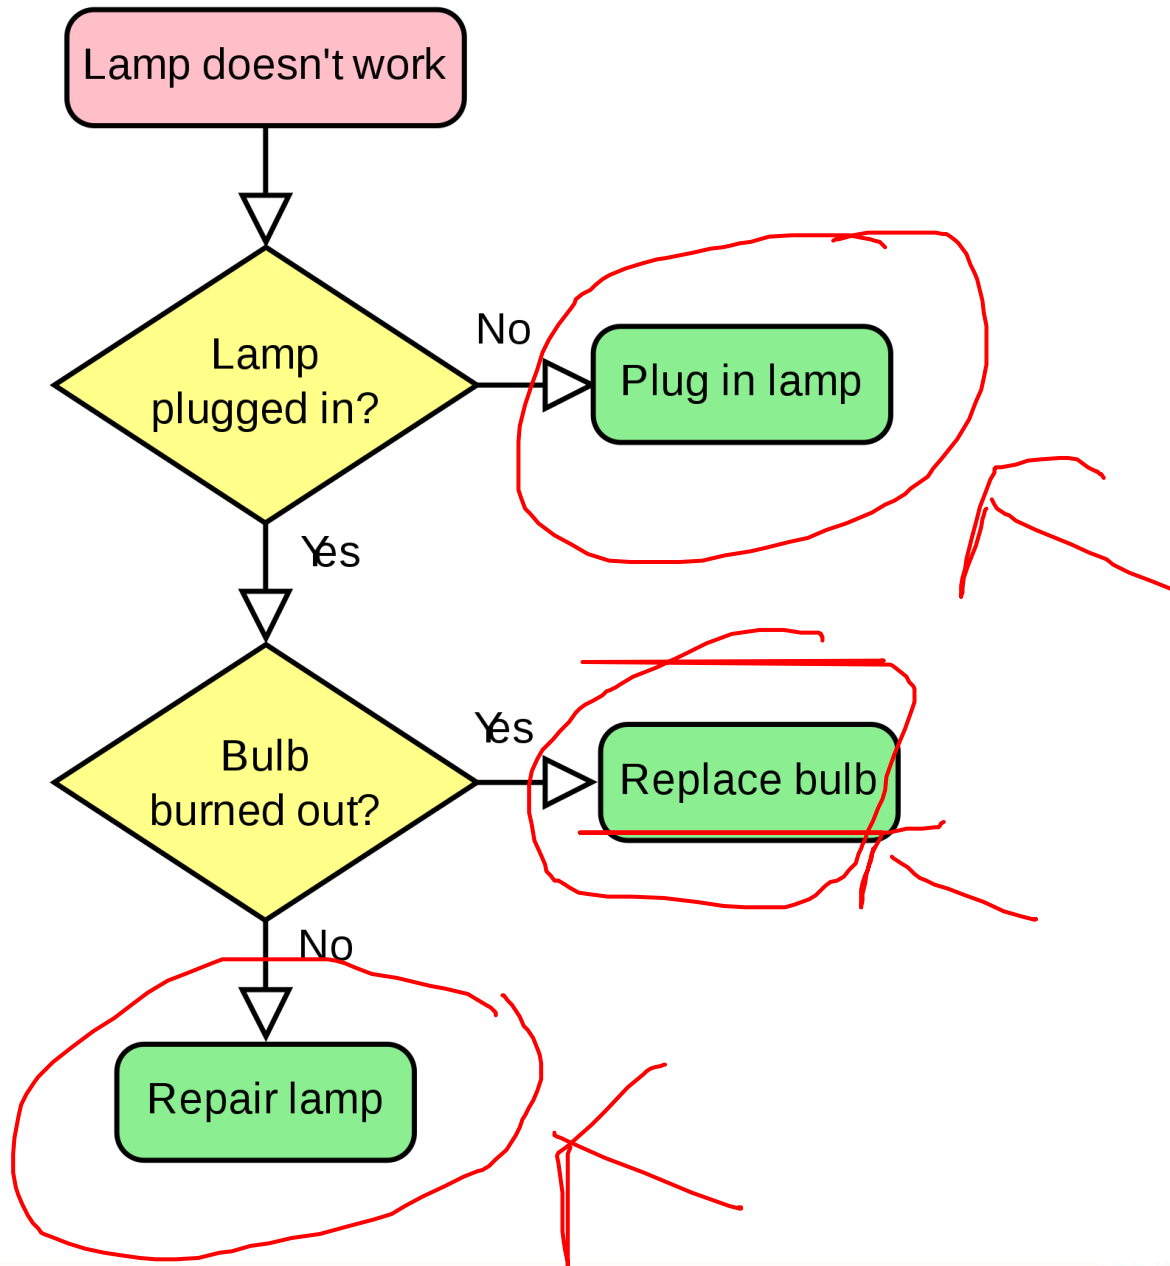 Lamp doesn't work
Lamp
plugged in?
No
Plug in lamp
Yes
Bulb
burned out?
Yes
Replace bulb
No
Repair lamp